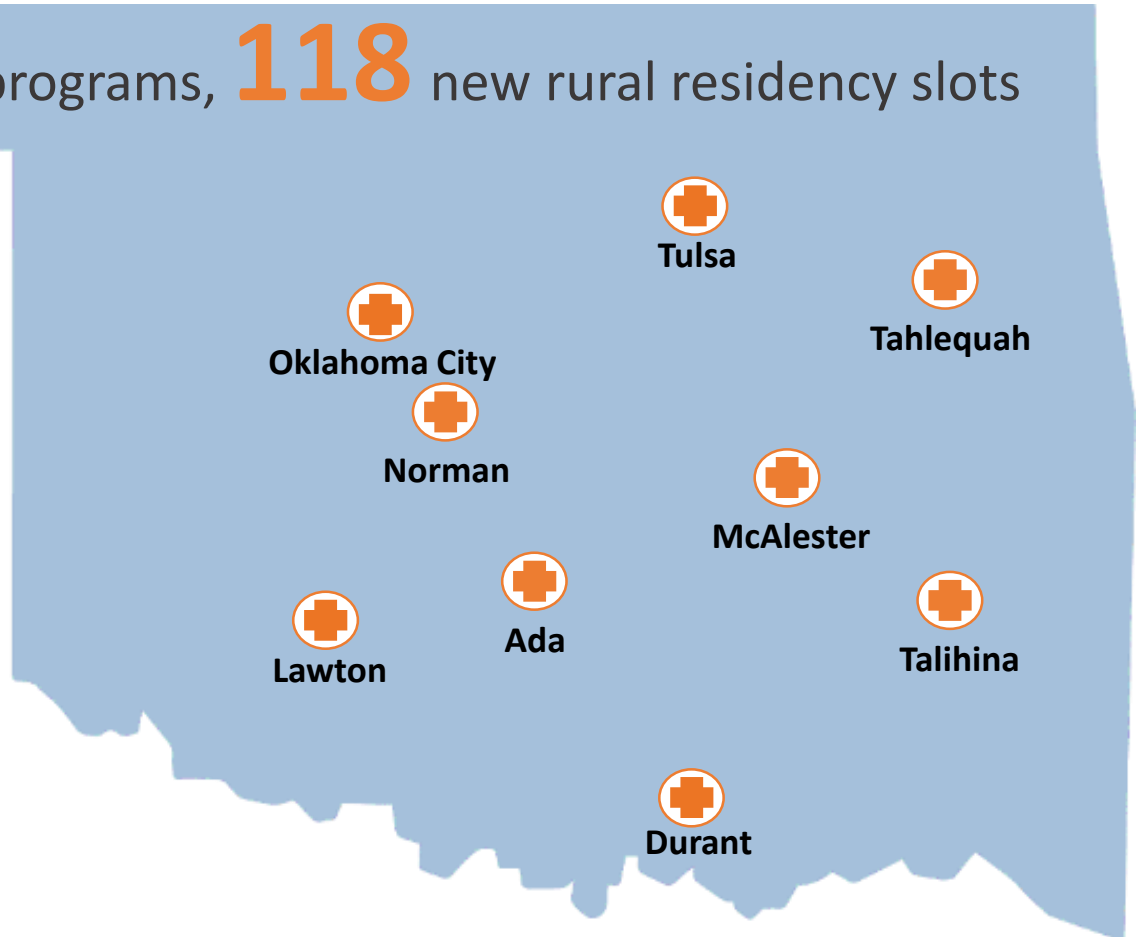 programs, 118 new rural residency slots
Tulsa
Tahlequah
Oklahoma City
Norman
McAlester
Ada
Talihina
Lawton
Durant